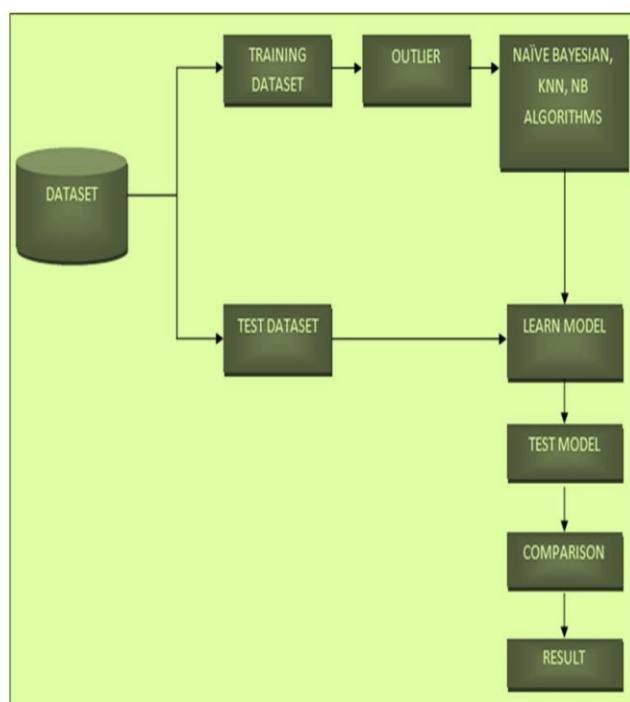 TRAINING
DATASET
OUTLIER
NAÏVE BAYESIAN,
KNN, NB
ALGORITHMS
DATASET
TEST DATASET
LEARN MODEL
TEST MODEL
COMPARISON
RESULT